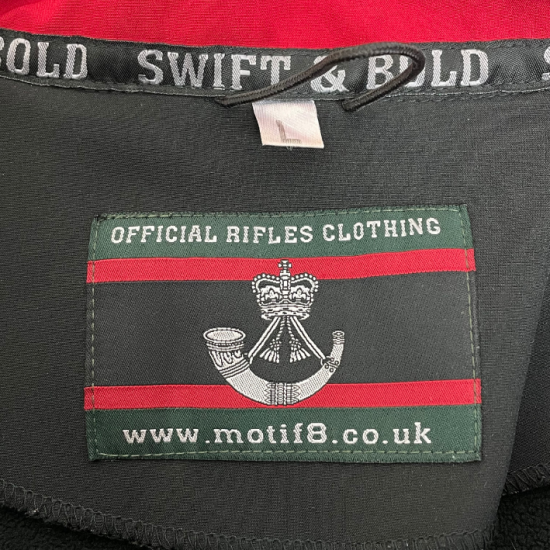 BOLD SWIFT & BOLD S
L
OFFICIAL RIFLES CLOTHING
www.motif8.co.uk